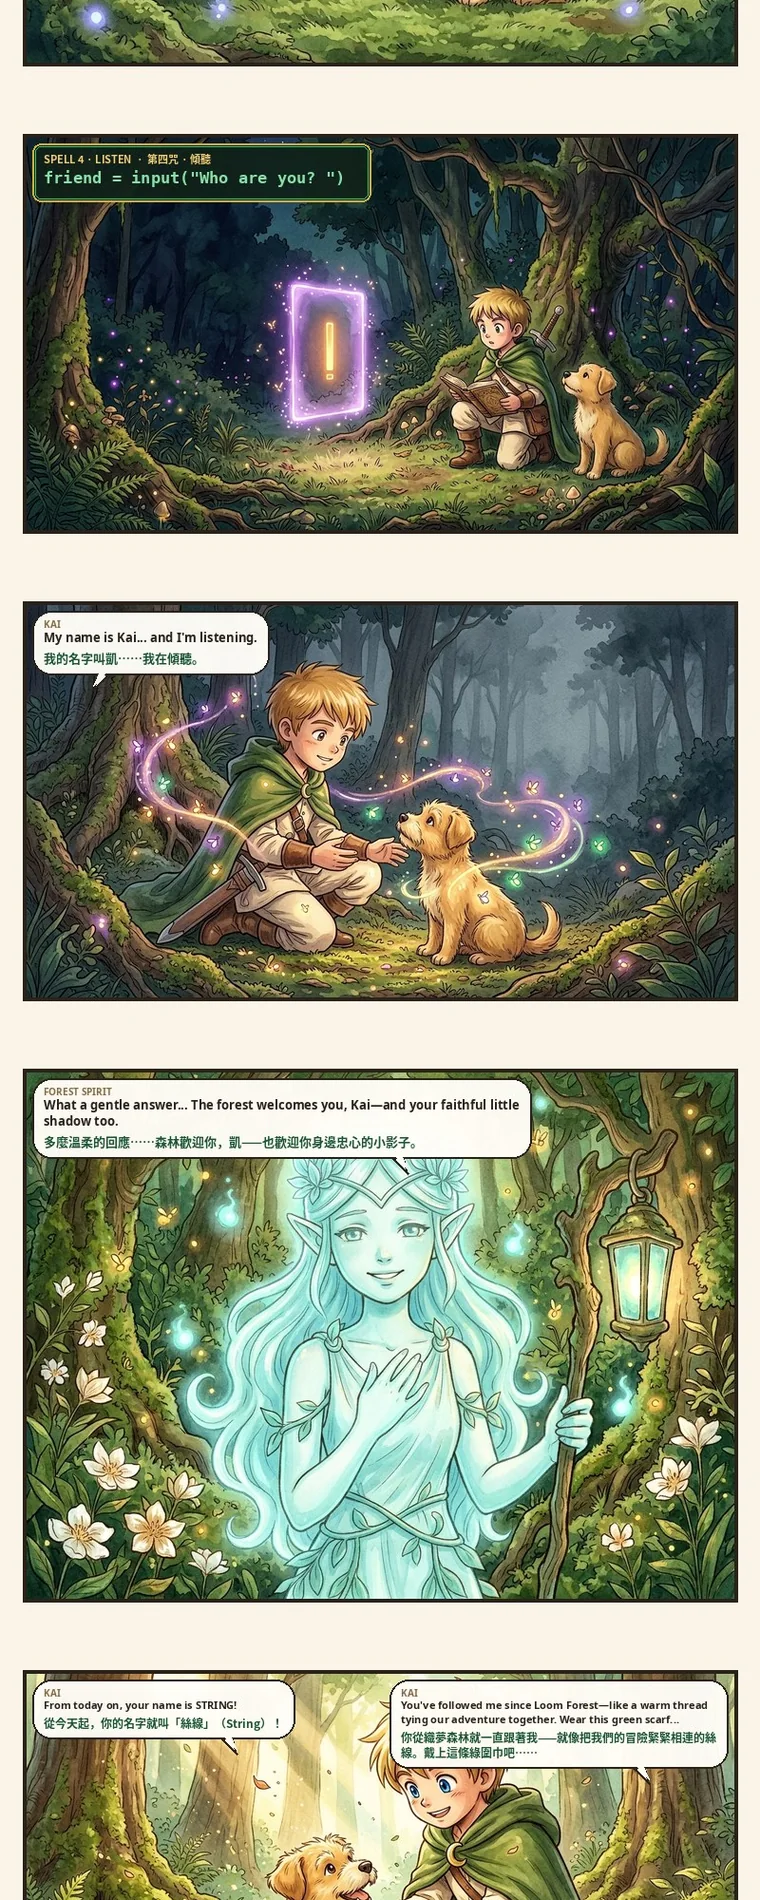 SPELL 4 · LISTEN · 第四咒 · 傾聽
friend = input("Who are you? ")
KAI
My name is Kai... and I'm listening.
我的名字叫凱⋯⋯我在傾聽。
FOREST SPIRIT
What a gentle answer... The forest welcomes you, Kai—and your faithful little
shadow too.
多麼溫柔的回應⋯⋯森林歡迎你，凱——也歡迎你身邊忠心的小影子。
KAI
From today on, your name is STRING!
從今天起，你的名字就叫「絲線」（String）！
KAI
You've followed me since Loom Forest—like a warm thread
tying our adventure together. Wear this green scarf...
你從織夢森林就一直跟著我——就像把我們的冒險緊緊相連的絲
線。戴上這條綠圍巾吧⋯⋯